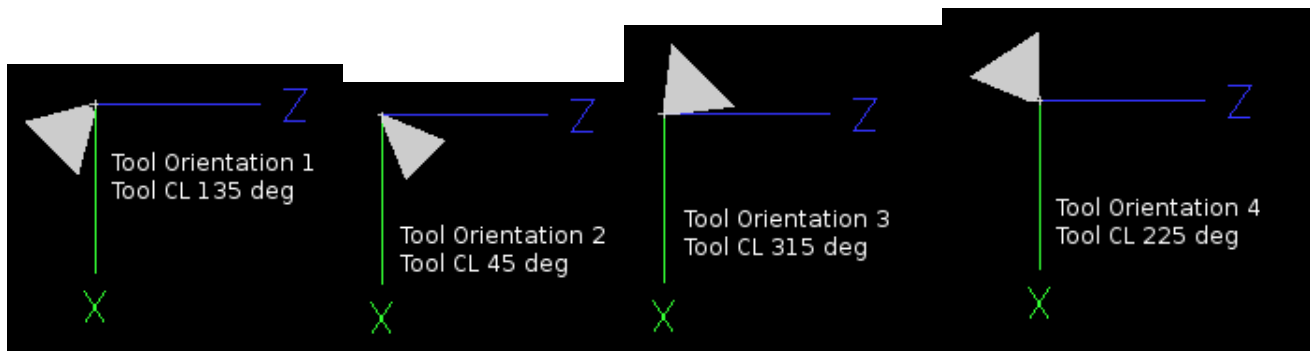 Z
Tool Orientation 1
Tool CL 135 deg
X
Z
Tool Orientation 2
Tool CL 45 deg
X
Z
Tool Orientation 3
Tool CL 315 deg
X
Z
Tool Orientation 4
Tool CL 225 deg
X